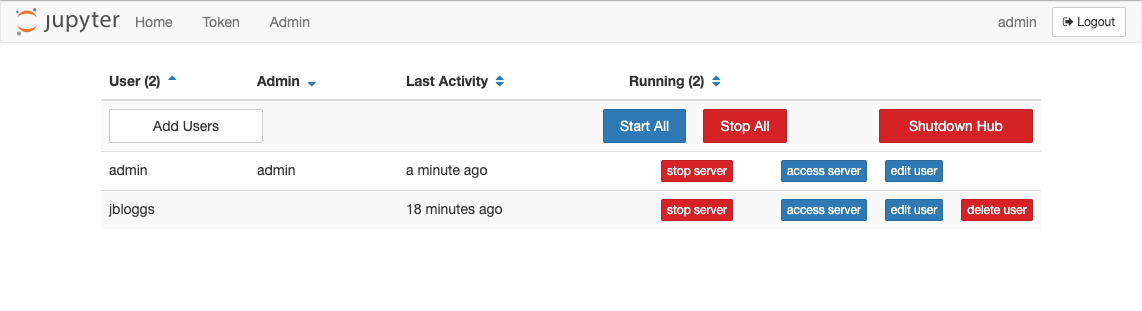 jupyter Home Token Admin admin Logout
User (2) Admin Last Activity Running (2)
Add Users Start All Stop All Shutdown Hub
admin admin a minute ago stop server access server edit user
jbloggs 18 minutes ago stop server access server edit user delete user